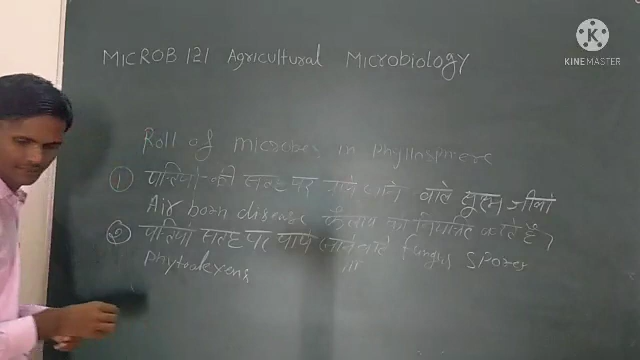 MICROB 121 Agricultural Microbiology
KINEMASTER
Roll of microbes in phyllosphere
① पत्तियों की सतह पर पाये जाने वाले सूक्ष्म जीवों
Air born disease फैलाव को नियंत्रित करते है।
② पत्तियों सतह पर पाये जाने वाले fungus spores
phytoalexens